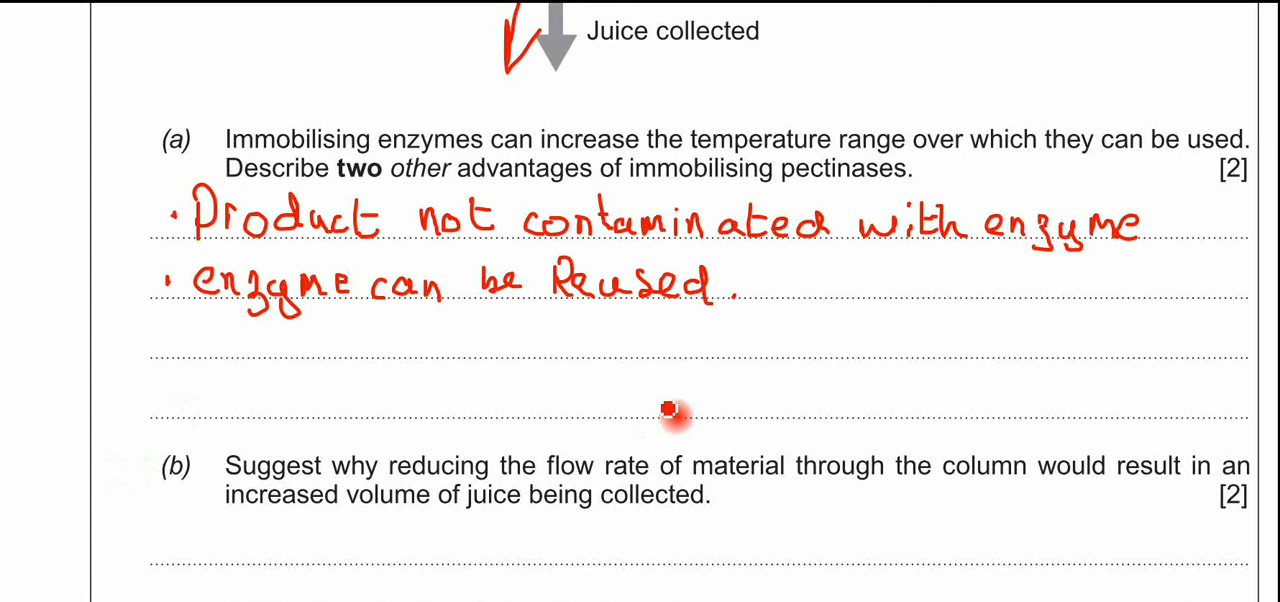 Juice collected
(a) Immobilising enzymes can increase the temperature range over which they can be used.
Describe two other advantages of immobilising pectinases. [2]
· Product not contaminated with enzyme
· enzyme can be Reused.
(b) Suggest why reducing the flow rate of material through the column would result in an
increased volume of juice being collected. [2]